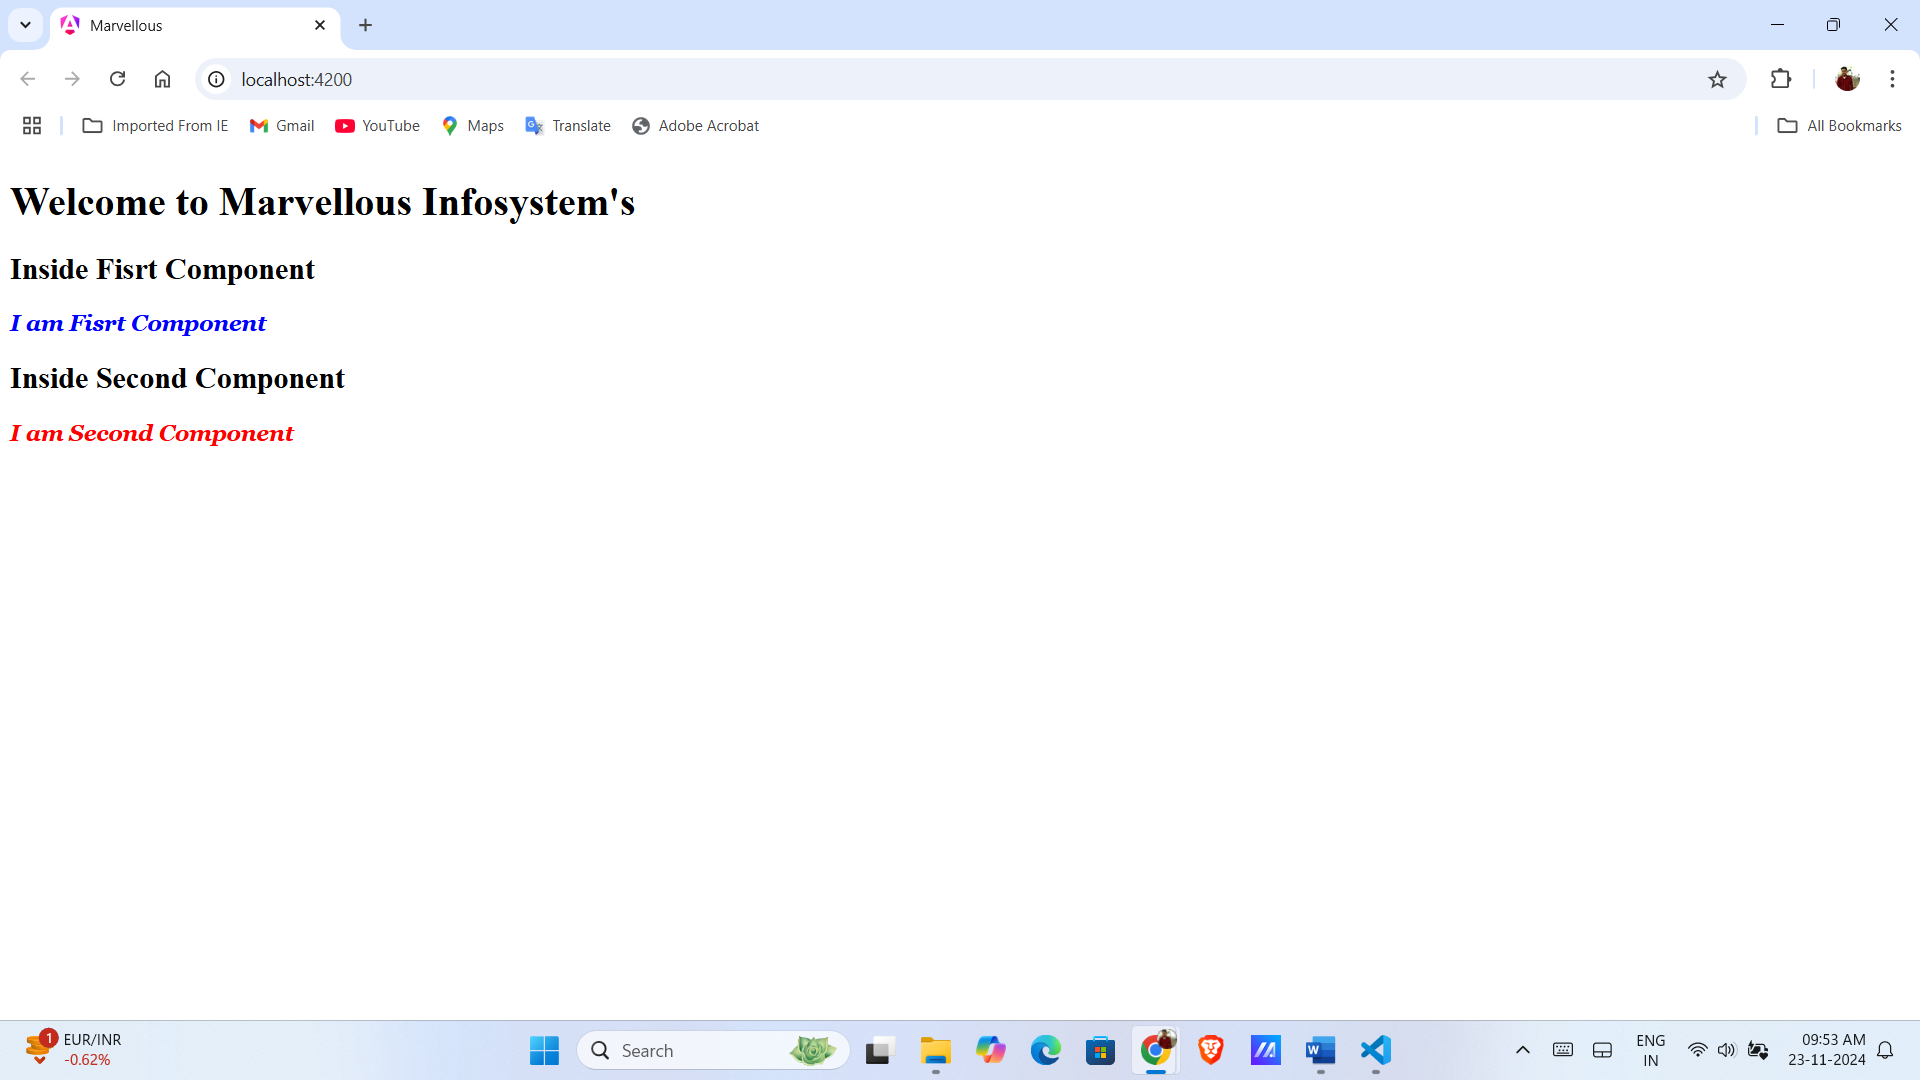 Marvellous
localhost:4200
Imported From IE Gmail YouTube Maps Translate Adobe Acrobat All Bookmarks
Welcome to Marvellous Infosystem's
Inside Fisrt Component
I am Fisrt Component
Inside Second Component
I am Second Component
1 EUR/INR
-0.62%
Search
ENG
IN
09:53 AM
23-11-2024